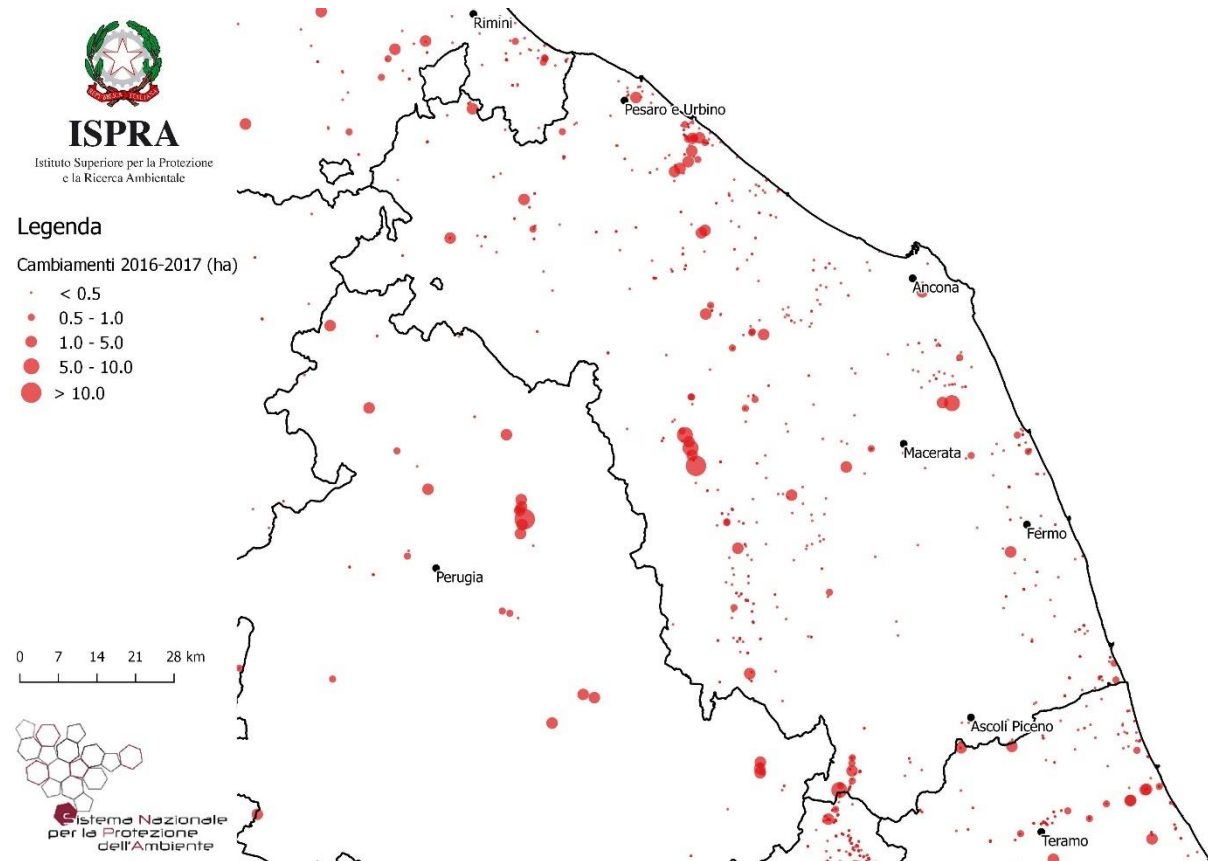 ISPRA
Istituto Superiore per la Protezione
e la Ricerca Ambientale
Legenda
Cambiamenti 2016-2017 (ha)
< 0.5
0.5 - 1.0
1.0 - 5.0
5.0 - 10.0
> 10.0
0 7 14 21 28 km
Sistema Nazionale
per la Protezione
dell'Ambiente
Rimini
Pesaro e Urbino
Ancona
Macerata
Fermo
Perugia
Ascoli Piceno
Teramo